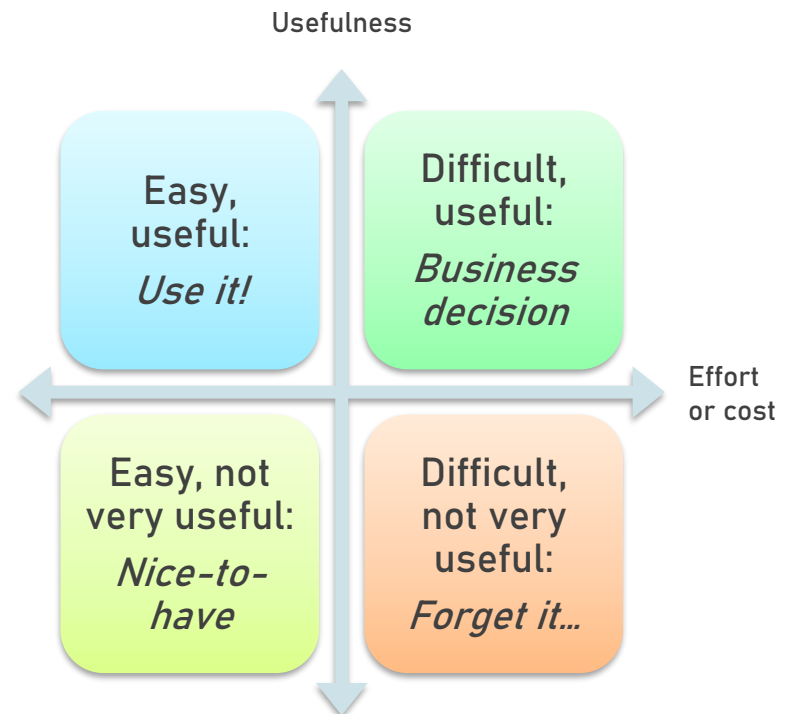 Usefulness
Easy,
useful:
Use it!
Difficult,
useful:
Business
decision
Effort
or cost
Easy, not
very useful:
Nice-to-
have
Difficult,
not very
useful:
Forget it…